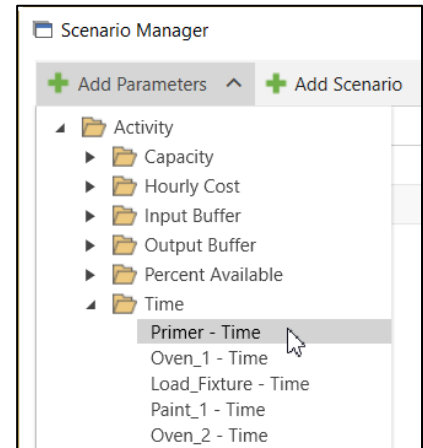 Scenario Manager
Add Parameters Add Scenario
Activity
Capacity
Hourly Cost
Input Buffer
Output Buffer
Percent Available
Time
Primer - Time
Oven_1 - Time
Load_Fixture - Time
Paint_1 - Time
Oven_2 - Time